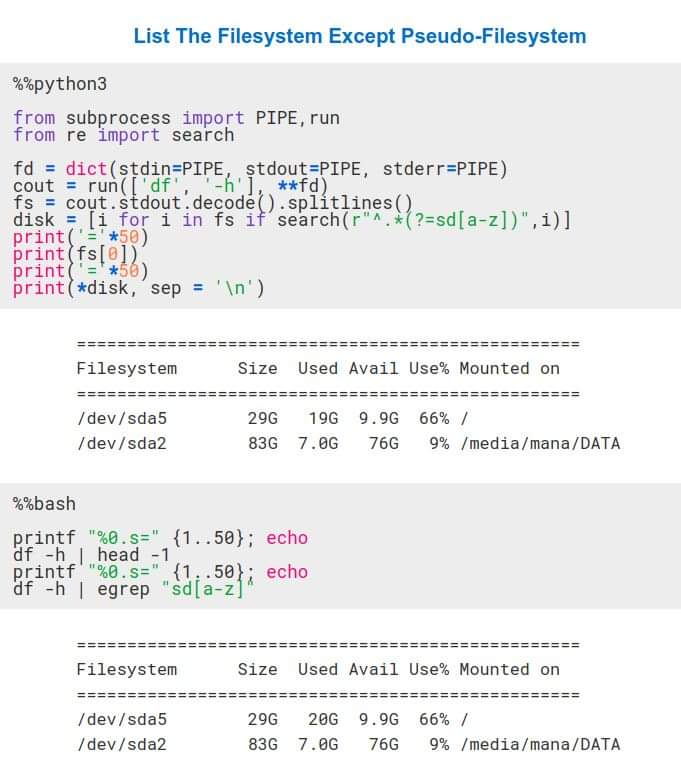 List The Filesystem Except Pseudo-Filesystem
%%python3
from subprocess import PIPE,run
from re import search
fd = dict(stdin=PIPE, stdout=PIPE, stderr=PIPE)
cout = run(['df', '-h'], **fd)
fs = cout.stdout.decode().splitlines()
disk = [i for i in fs if search(r"^.*(?=sd[a-z])",i)]
print('='*50)
print(fs[0])
print('='*50)
print(*disk, sep = '\n')
==================================================
Filesystem      Size  Used Avail Use% Mounted on
==================================================
/dev/sda5        29G   19G  9.9G  66% /
/dev/sda2        83G  7.0G   76G   9% /media/mana/DATA
%%bash
printf "%0.s=" {1..50}; echo
df -h | head -1
printf "%0.s=" {1..50}; echo
df -h | egrep "sd[a-z]"
==================================================
Filesystem      Size  Used Avail Use% Mounted on
==================================================
/dev/sda5        29G   20G  9.9G  66% /
/dev/sda2        83G  7.0G   76G   9% /media/mana/DATA